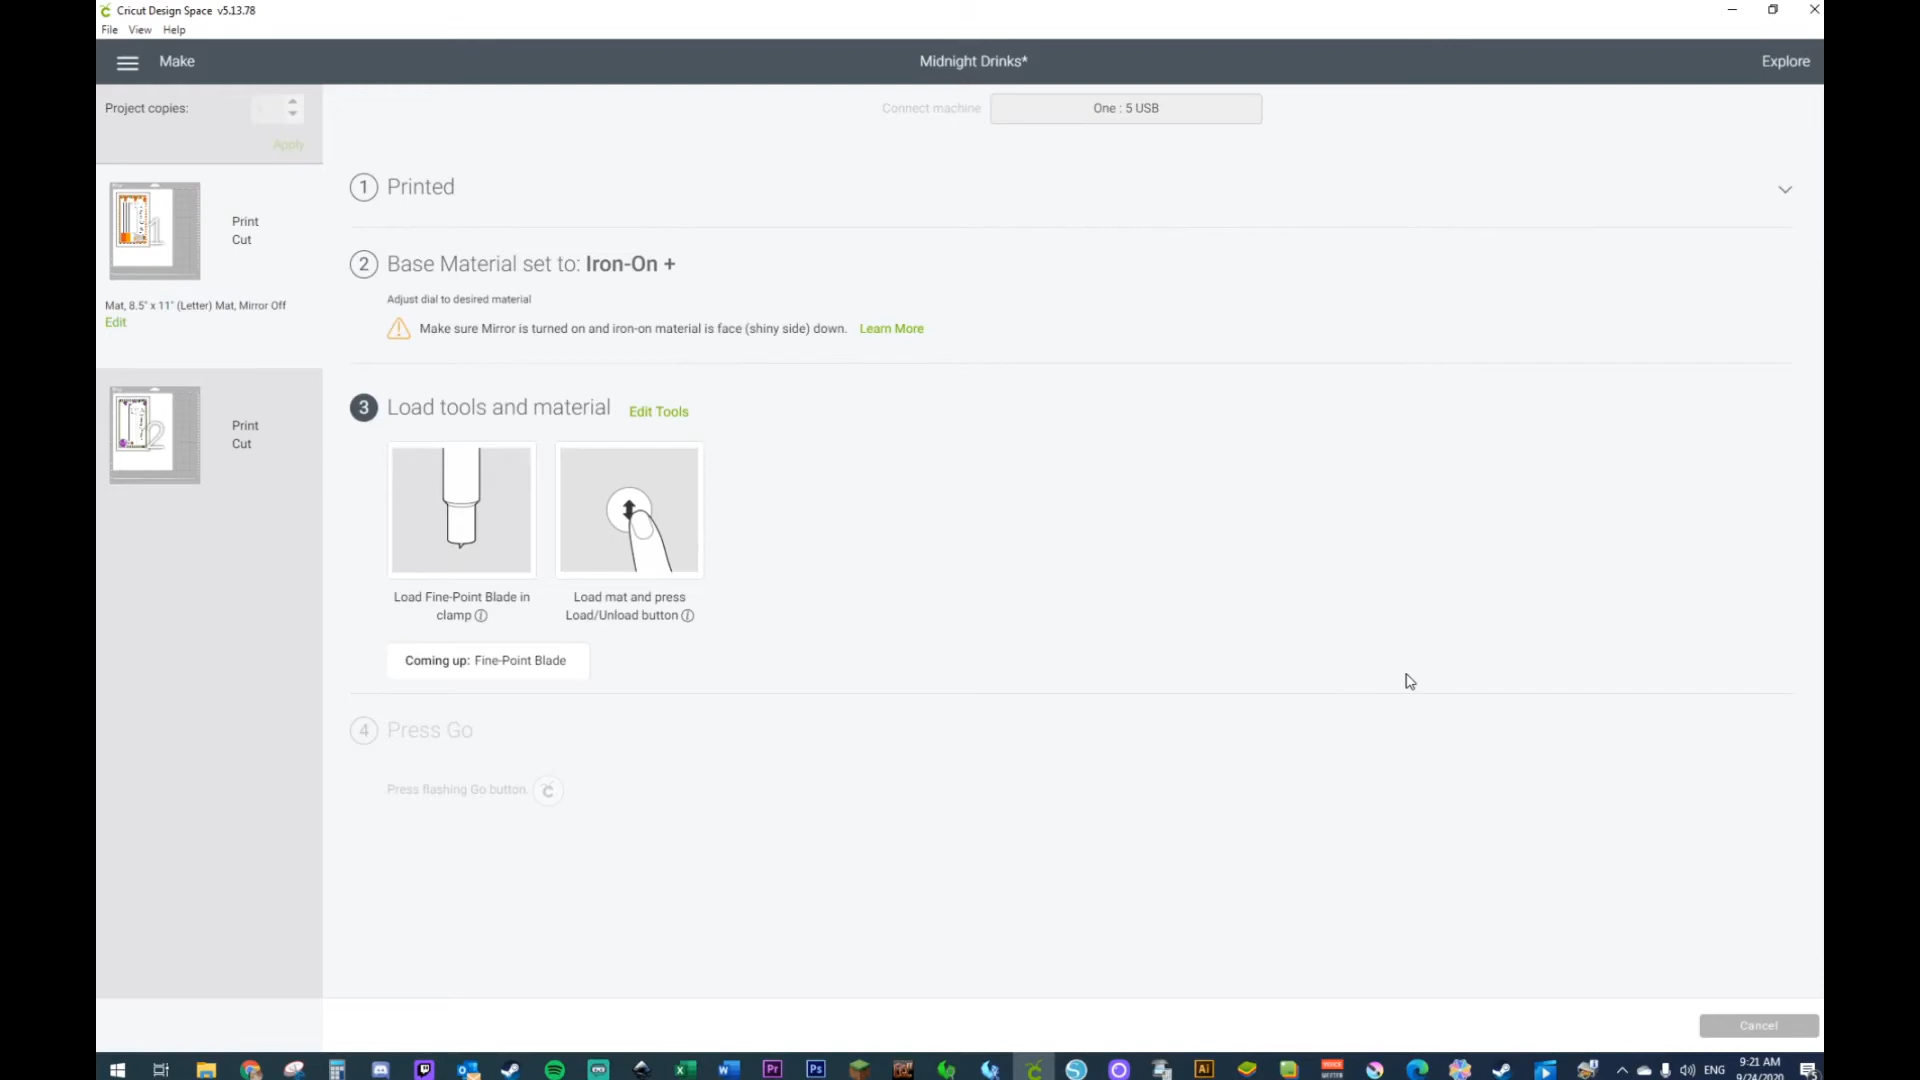 Cricut Design Space v5.13.78
File View Help
Make
Midnight Drinks*
Explore
Project copies:
Apply
Connect machine
One : 5 USB
1 Printed
Print
Cut
Mat, 8.5" x 11" (Letter) Mat, Mirror Off
Edit
2 Base Material set to: Iron-On +
Adjust dial to desired material
Make sure Mirror is turned on and iron-on material is face (shiny side) down. Learn More
Print
Cut
3 Load tools and material Edit Tools
Load Fine-Point Blade in
clamp
Load mat and press
Load/Unload button
Coming up: Fine-Point Blade
4 Press Go
Press flashing Go button.
Cancel
ENG
9:21 AM
9/24/2020